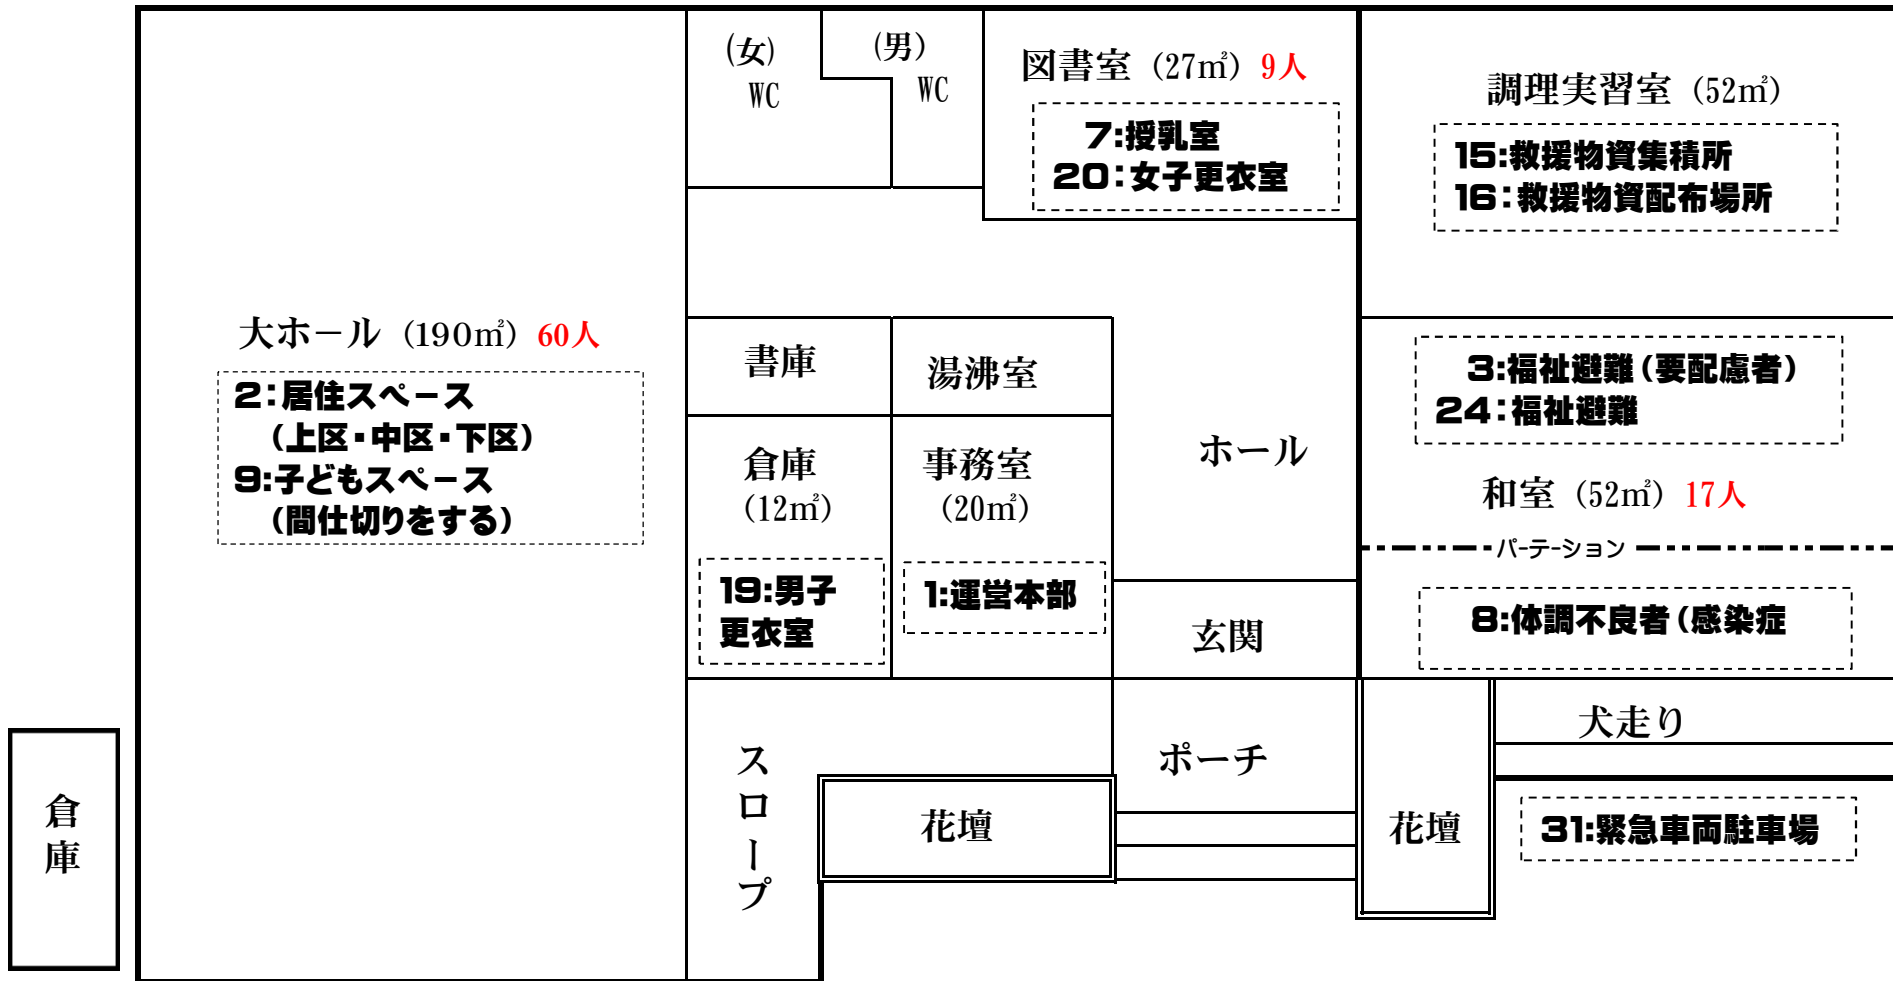 (女)
WC
(男)
WC
図書室 (27㎡) 9人
7:授乳室
20:女子更衣室
調理実習室 (52㎡)
15:救援物資集積所
16:救援物資配布場所
大ホール (190㎡) 60人
2:居住スペース
(上区・中区・下区)
9:子どもスペース
(間仕切りをする)
書庫
湯沸室
倉庫
(12㎡)
19:男子
更衣室
事務室
(20㎡)
1:運営本部
ホール
玄関
3:福祉避難(要配慮者)
24:福祉避難
和室 (52㎡) 17人
パーテーション
8:体調不良者(感染症
倉庫
スロープ
花壇
ポーチ
花壇
犬走り
31:緊急車両駐車場